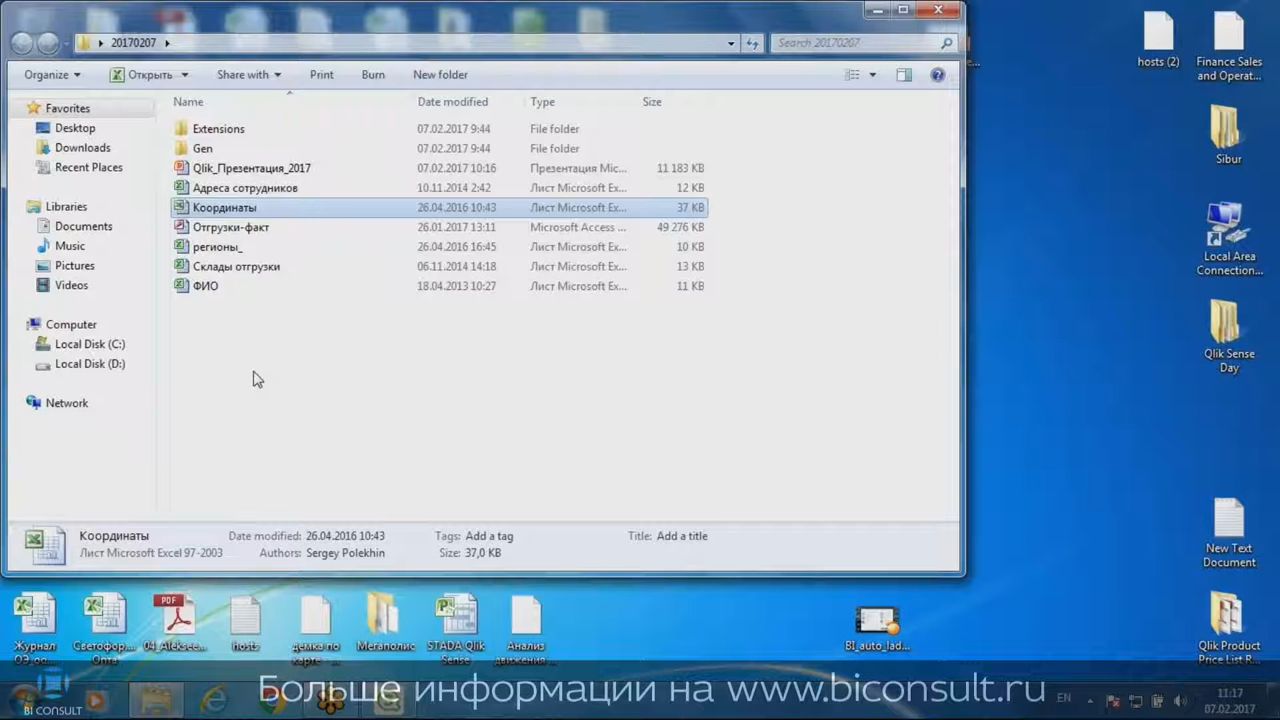 20170207
Search 20170207
Organize
Открыть
Share with
Print
Burn
New folder
Name
Date modified
Type
Size
Favorites
Desktop
Downloads
Recent Places
Libraries
Documents
Music
Pictures
Videos
Computer
Local Disk (C:)
Local Disk (D:)
Network
Extensions 07.02.2017 9:44 File folder
Gen 07.02.2017 9:44 File folder
Qlik_Презентация_2017 07.02.2017 10:16 Презентация Mic... 11 183 KB
Адреса сотрудников 10.11.2014 2:42 Лист Microsoft Ex... 12 KB
Координаты 26.04.2016 10:43 Лист Microsoft Ex... 37 KB
Отгрузки-факт 26.01.2017 13:11 Microsoft Access ... 49 276 KB
регионы_ 26.04.2016 16:45 Лист Microsoft Ex... 10 KB
Склады отгрузки 06.11.2014 14:18 Лист Microsoft Ex... 13 KB
ФИО 18.04.2013 10:27 Лист Microsoft Ex... 11 KB
Координаты Date modified: 26.04.2016 10:43 Tags: Add a tag Title: Add a title
Лист Microsoft Excel 97-2003 Authors: Sergey Polekhin Size: 37,0 KB
hosts (2)
Finance Sales
and Operat...
Sibur
Local Area
Connection...
Qlik Sense
Day
New Text
Document
Qlik Product
Price List R...
Журнал
ОЭ_оо...
Светофор...
Опта
PDF
04_Aleksee...
hosts
демка по
карте - ...
Мегаполис
STADA Qlik
Sense
Анализ
движения ...
BI_auto_lad...
BI CONSULT
Больше информации на www.biconsult.ru
EN
11:17
07.02.2017